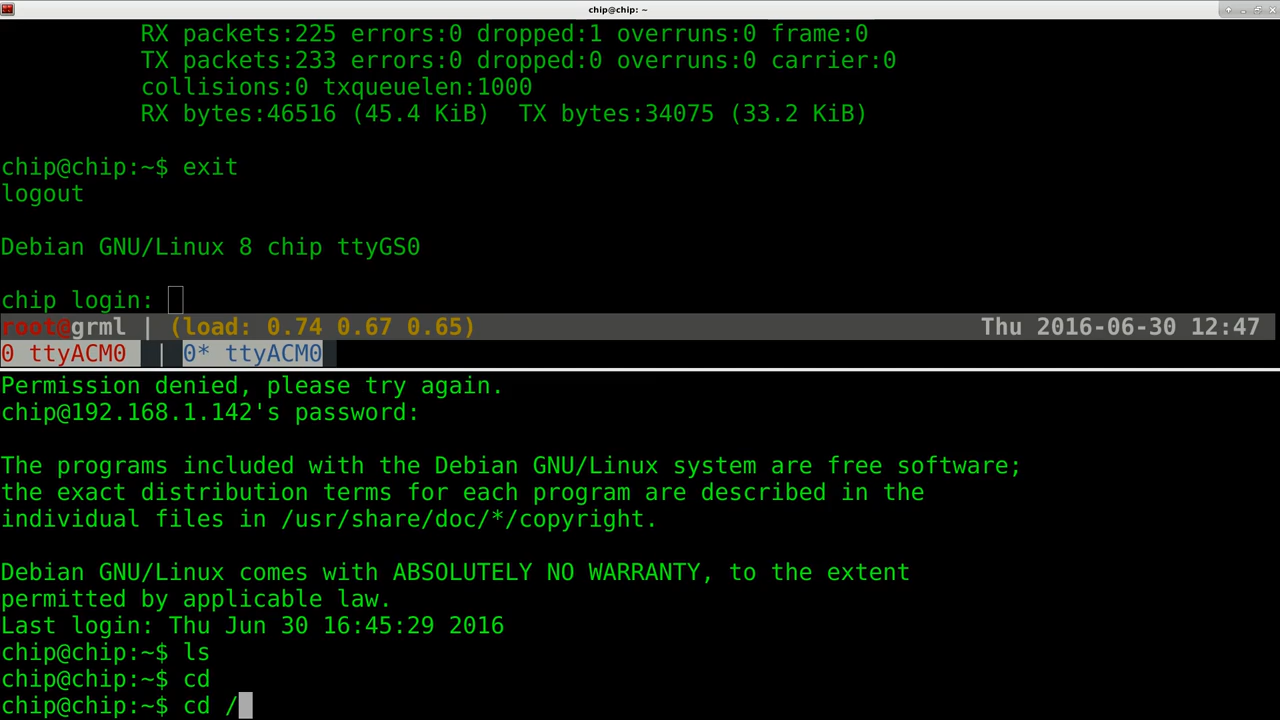 chip@chip: ~
RX packets:225 errors:0 dropped:1 overruns:0 frame:0
TX packets:233 errors:0 dropped:0 overruns:0 carrier:0
collisions:0 txqueuelen:1000
RX bytes:46516 (45.4 KiB)  TX bytes:34075 (33.2 KiB)
chip@chip:~$ exit
logout
Debian GNU/Linux 8 chip ttyGS0
chip login:
root@grml | (load: 0.74 0.67 0.65) Thu 2016-06-30 12:47
0 ttyACM0  | 0* ttyACM0
Permission denied, please try again.
chip@192.168.1.142's password:
The programs included with the Debian GNU/Linux system are free software;
the exact distribution terms for each program are described in the
individual files in /usr/share/doc/*/copyright.
Debian GNU/Linux comes with ABSOLUTELY NO WARRANTY, to the extent
permitted by applicable law.
Last login: Thu Jun 30 16:45:29 2016
chip@chip:~$ ls
chip@chip:~$ cd
chip@chip:~$ cd /